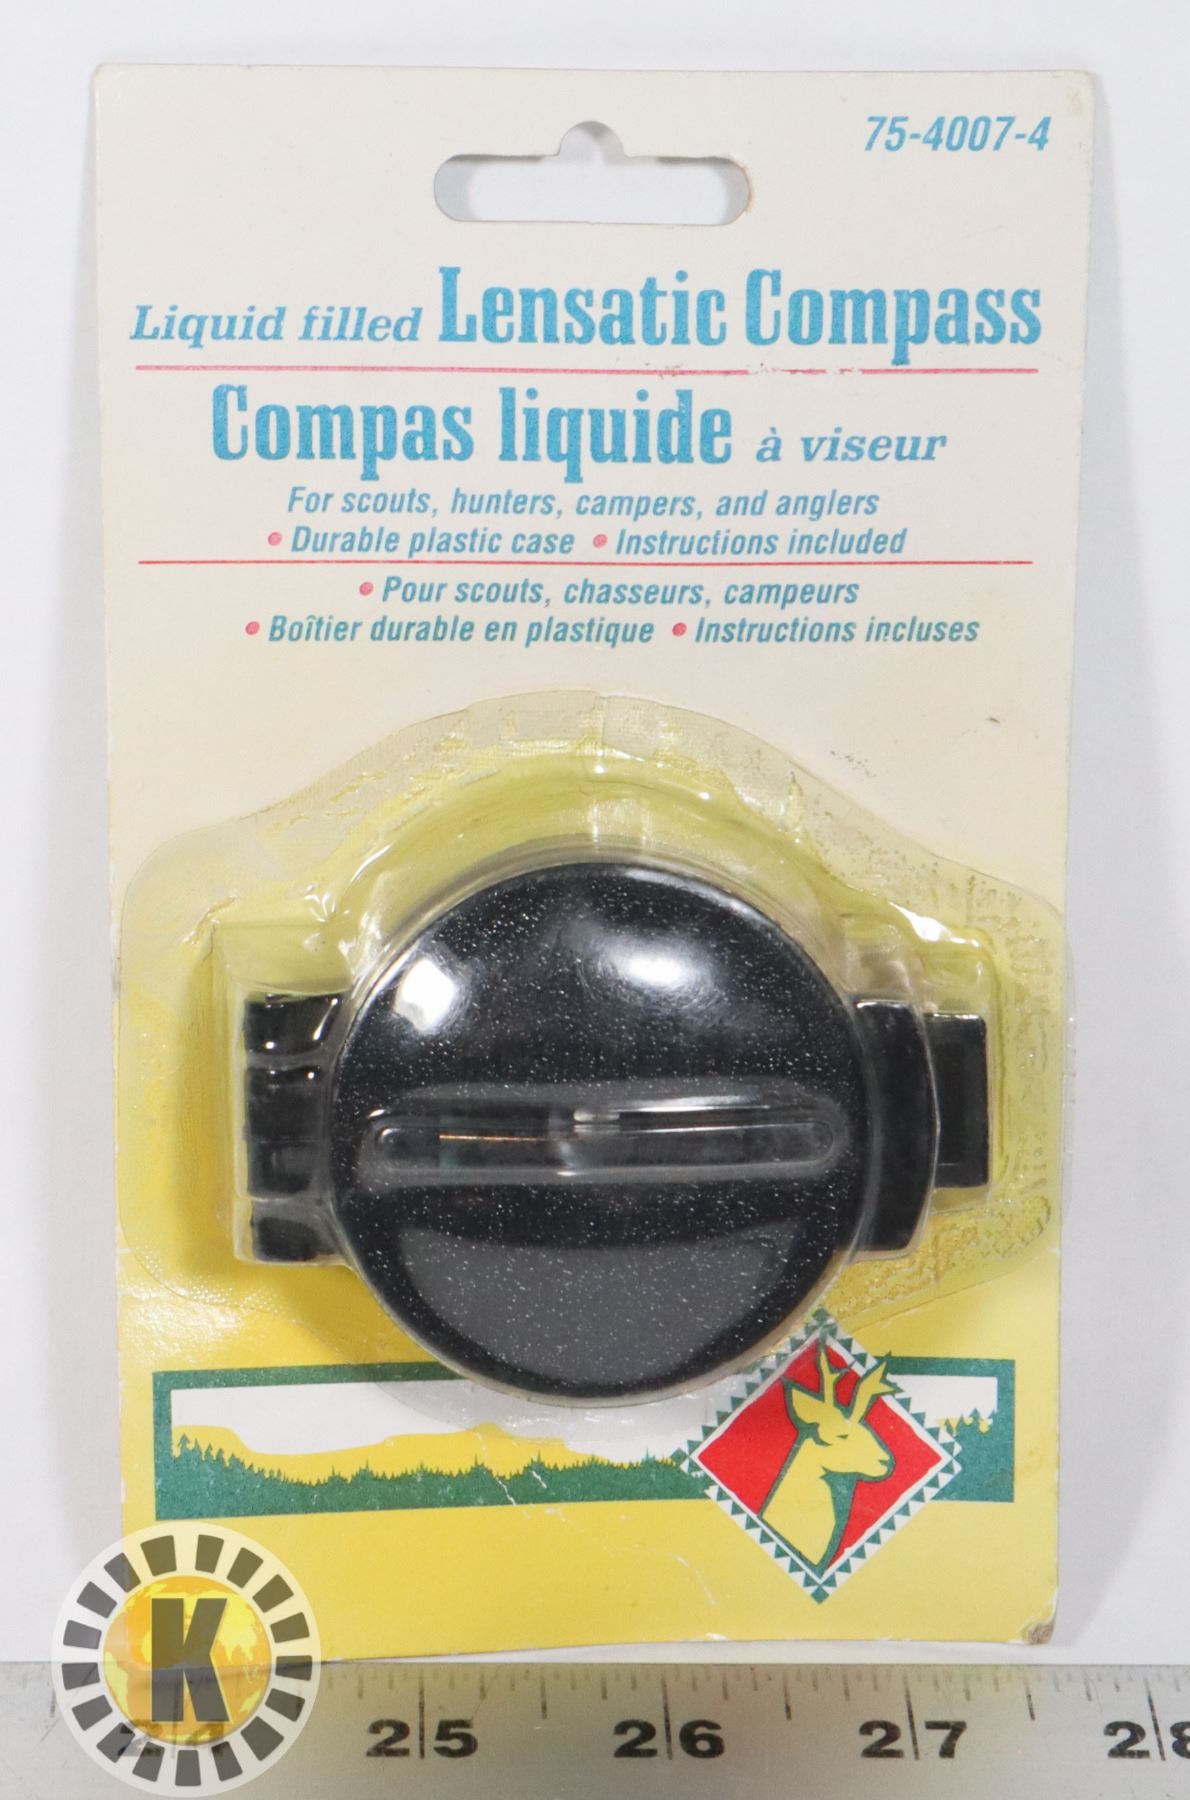 75-4007-4
Liquid filled Lensatic Compass
Compas liquide à viseur
For scouts, hunters, campers, and anglers
• Durable plastic case • Instructions included
• Pour scouts, chasseurs, campeurs
• Boîtier durable en plastique • Instructions incluses
K
24 25 26 27 28